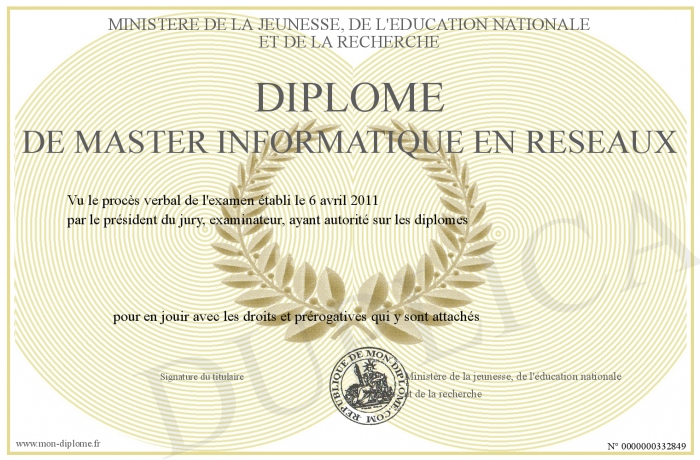 MINISTERE DE LA JEUNESSE, DE L'EDUCATION NATIONALE
ET DE LA RECHERCHE
DIPLOME
DE MASTER INFORMATIQUE EN RESEAUX
Vu le procès verbal de l'examen établi le 6 avril 2011
par le président du jury, examinateur, ayant autorité sur les diplomes
pour en jouir avec les droits et prérogatives qui y sont attachés
Signature du titulaire
REPUBLIQUE DE MON-DIPLOME.COM
Ministère de la jeunesse, de l'éducation nationale
et de la recherche
www.mon-diplome.fr
N° 0000000332849